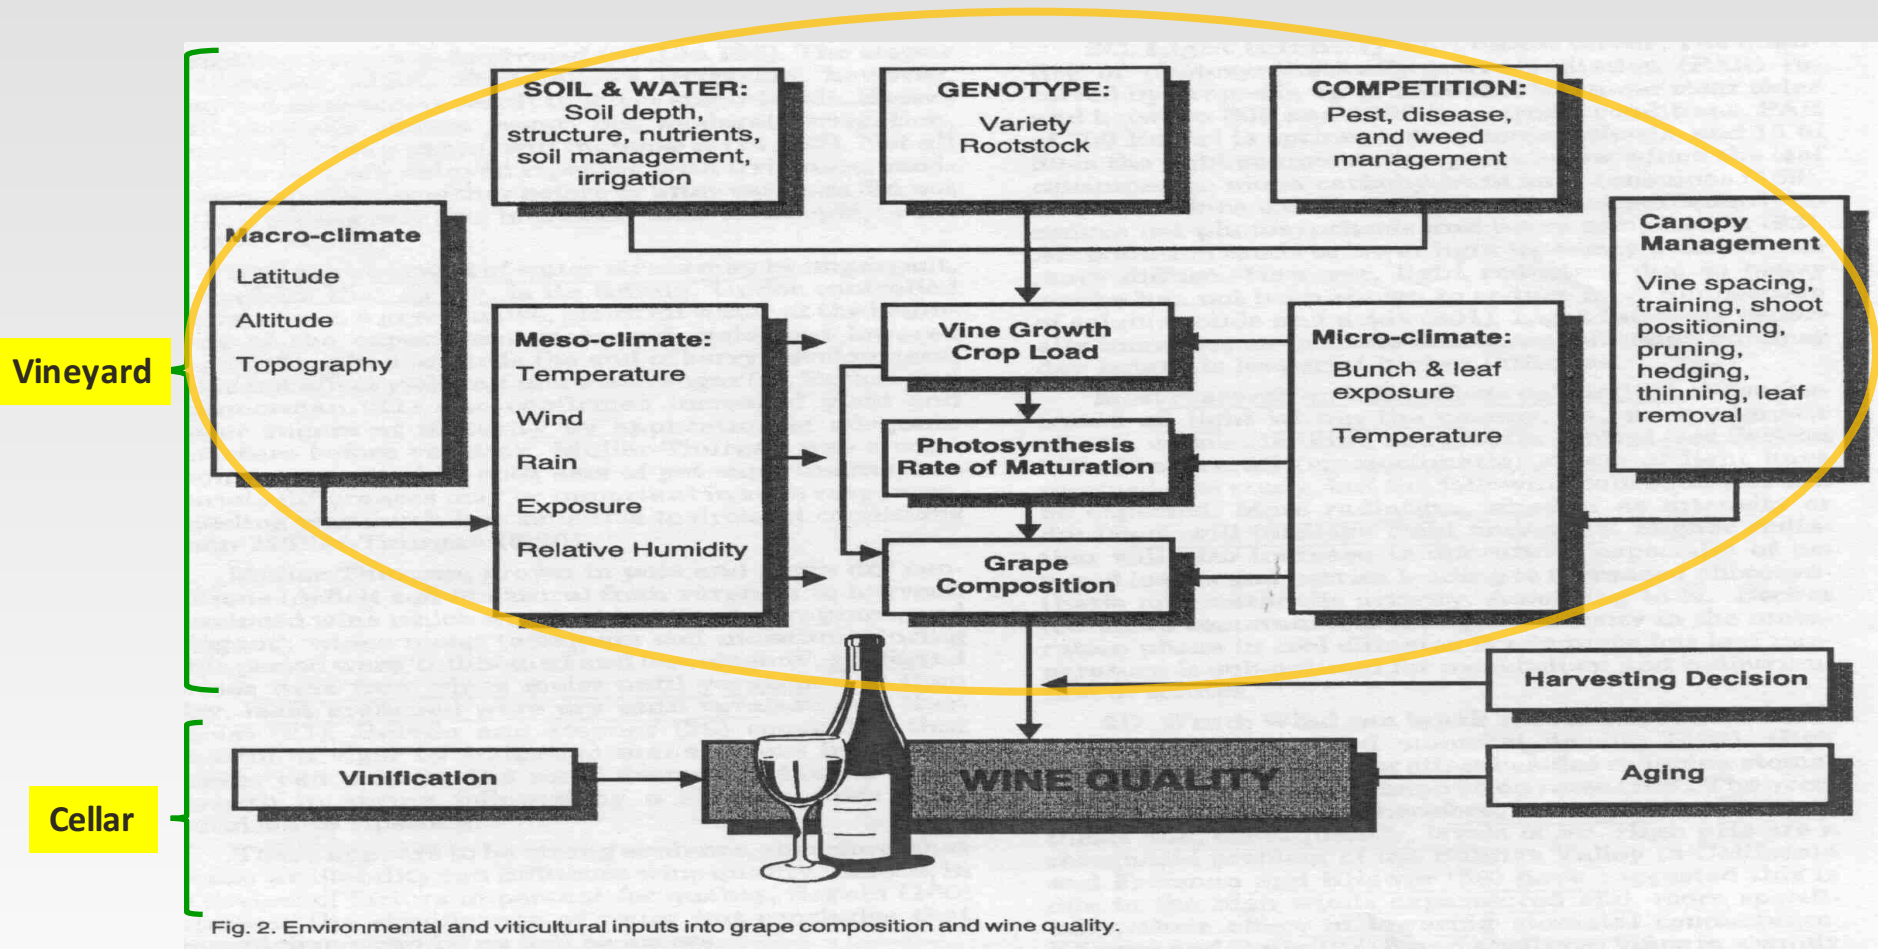 SOIL & WATER:
Soil depth,
structure, nutrients,
soil management,
irrigation
GENOTYPE:
Variety
Rootstock
COMPETITION:
Pest, disease,
and weed
management
Macro-climate
Latitude
Altitude
Topography
Canopy
Management
Vine spacing,
training, shoot
positioning,
pruning,
hedging,
thinning, leaf
removal
Vineyard
Meso-climate:
Temperature
Wind
Rain
Exposure
Relative Humidity
Vine Growth
Crop Load
Photosynthesis
Rate of Maturation
Grape
Composition
Micro-climate:
Bunch & leaf
exposure
Temperature
Harvesting Decision
Cellar
Vinification
WINE QUALITY
Aging
Fig. 2. Environmental and viticultural inputs into grape composition and wine quality.